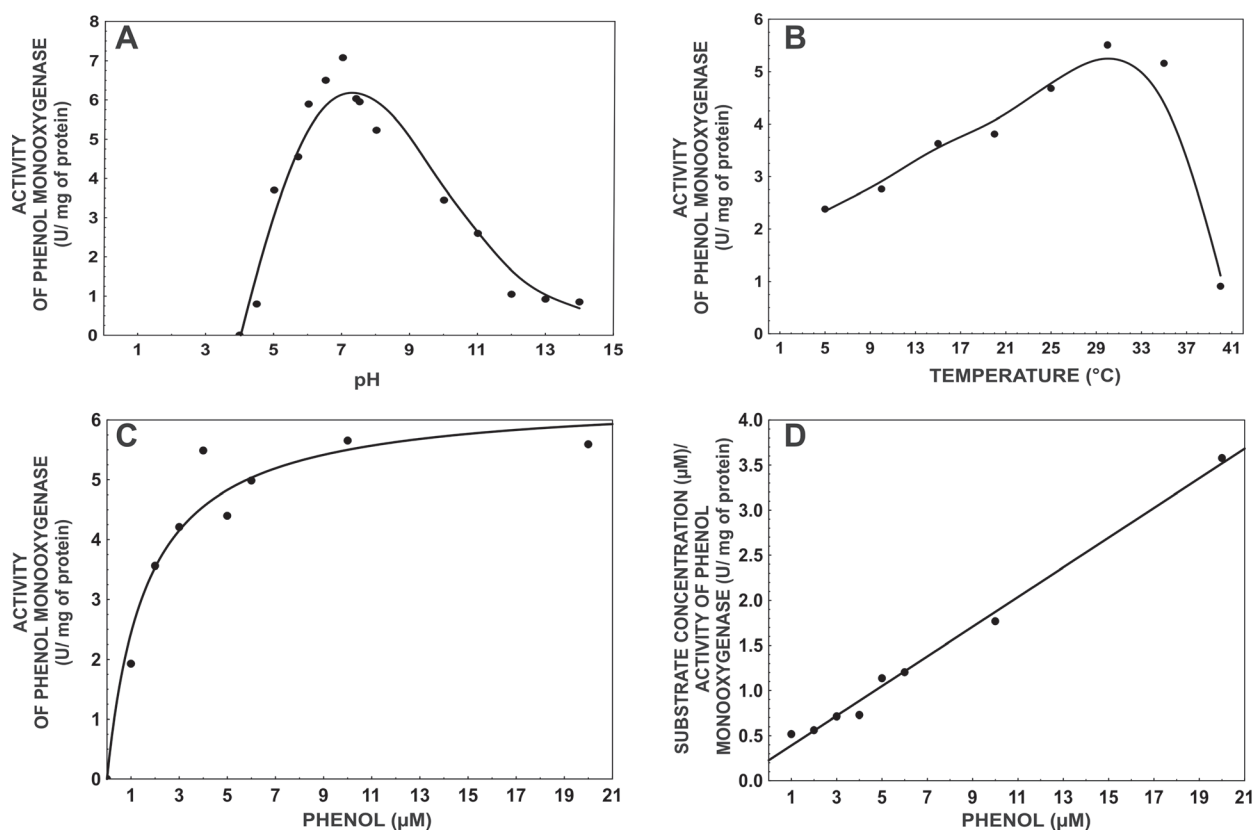 A
ACTIVITY
OF PHENOL MONOOXYGENASE
(U/ mg of protein)
8
7
6
5
4
3
2
1
0
1 3 5 7 9 11 13 15
pH
B
ACTIVITY
OF PHENOL MONOOXYGENASE
(U/ mg of protein)
6
5
4
3
2
1
0
1 5 9 13 17 21 25 29 33 37 41
TEMPERATURE (°C)
C
ACTIVITY
OF PHENOL MONOOXYGENASE
(U/ mg of protein)
6
5
4
3
2
1
0
1 3 5 7 9 11 13 15 17 19 21
PHENOL (µM)
D
SUBSTRATE CONCENTRATION (µM)/
ACTIVITY OF PHENOL
MONOOXYGENASE (U/ mg of protein)
4.0
3.5
3.0
2.5
2.0
1.5
1.0
0.5
0.0
1 3 5 7 9 11 13 15 17 19 21
PHENOL (µM)